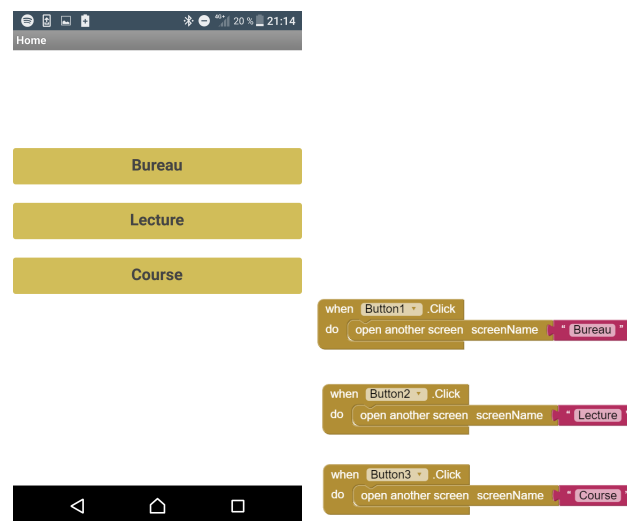 20 % 21:14
Home
Bureau
Lecture
Course
when Button1 .Click
do open another screen screenName " Bureau "
when Button2 .Click
do open another screen screenName " Lecture "
when Button3 .Click
do open another screen screenName " Course "